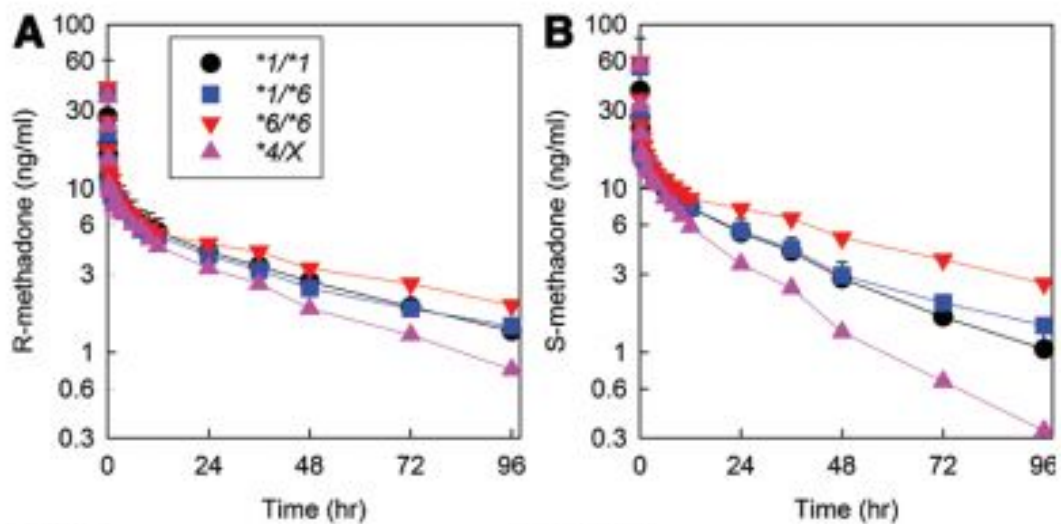 A
R-methadone (ng/ml)
100
60
30
10
6
3
1
0.6
0.3
*1/*1
*1/*6
*6/*6
*4/X
0 24 48 72 96
Time (hr)
B
S-methadone (ng/ml)
100
60
30
10
6
3
1
0.6
0.3
0 24 48 72 96
Time (hr)